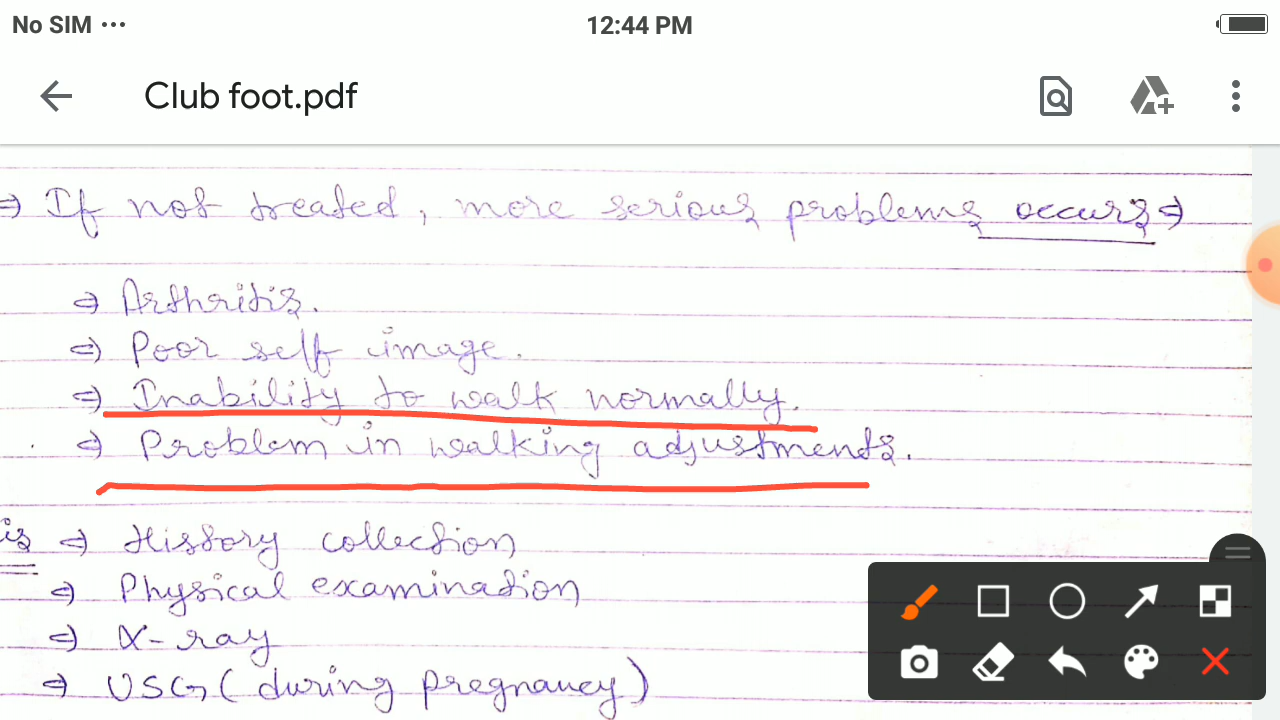 No SIM ...
12:44 PM
Club foot.pdf
⇒ If not treated, more serious problems occurs ⇒
⇒ Arthritis.
⇒ Poor self image.
⇒ Inability to walk normally.
⇒ Problem in walking adjustments.
is ⇒ History collection
⇒ Physical examination
⇒ X-ray
⇒ USG (during pregnancy)